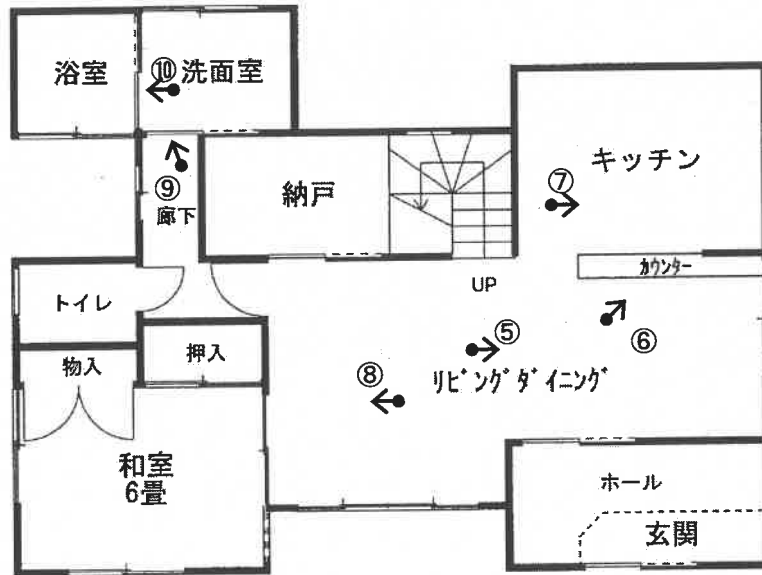 浴室
⑩ 洗面室
キッチン
⑦
⑨
廊下
納戸
カウンター
トイレ
UP
⑤
⑥
物入
押入
⑧
リビングダイニング
和室
6畳
ホール
玄関